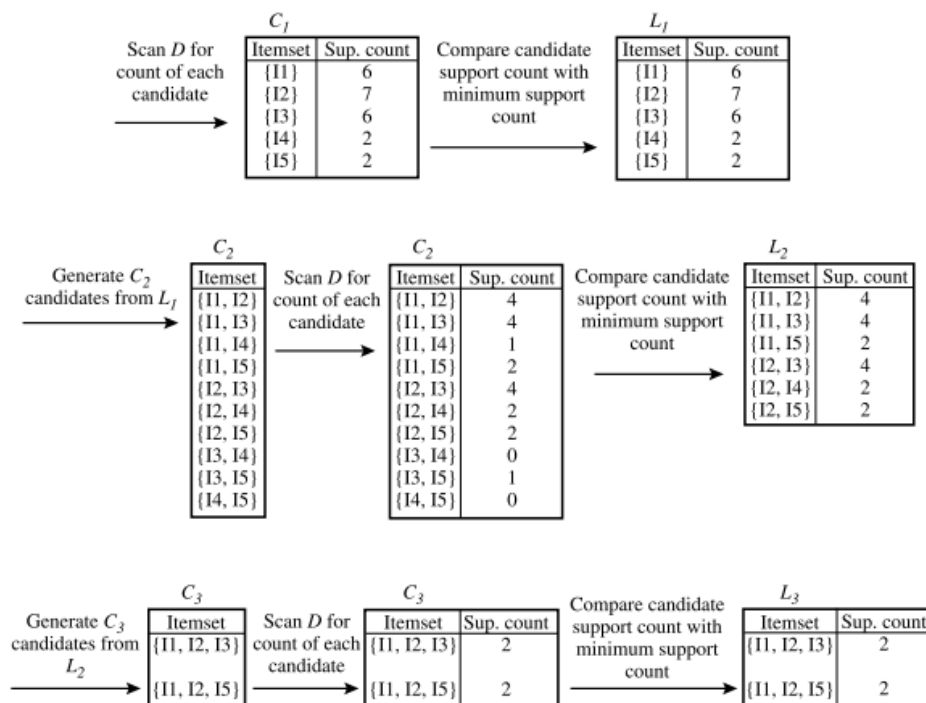 C1
L1
Scan D for
count of each
candidate
Itemset Sup. count
{I1} 6
{I2} 7
{I3} 6
{I4} 2
{I5} 2
Compare candidate
support count with
minimum support
count
Itemset Sup. count
{I1} 6
{I2} 7
{I3} 6
{I4} 2
{I5} 2
C2
C2
L2
Generate C2
candidates from L1
Itemset
{I1, I2}
{I1, I3}
{I1, I4}
{I1, I5}
{I2, I3}
{I2, I4}
{I2, I5}
{I3, I4}
{I3, I5}
{I4, I5}
Scan D for
count of each
candidate
Itemset Sup. count
{I1, I2} 4
{I1, I3} 4
{I1, I4} 1
{I1, I5} 2
{I2, I3} 4
{I2, I4} 2
{I2, I5} 2
{I3, I4} 0
{I3, I5} 1
{I4, I5} 0
Compare candidate
support count with
minimum support
count
Itemset Sup. count
{I1, I2} 4
{I1, I3} 4
{I1, I5} 2
{I2, I3} 4
{I2, I4} 2
{I2, I5} 2
C3
C3
L3
Generate C3
candidates from
L2
Itemset
{I1, I2, I3}
{I1, I2, I5}
Scan D for
count of each
candidate
Itemset Sup. count
{I1, I2, I3} 2
{I1, I2, I5} 2
Compare candidate
support count with
minimum support
count
Itemset Sup. count
{I1, I2, I3} 2
{I1, I2, I5} 2